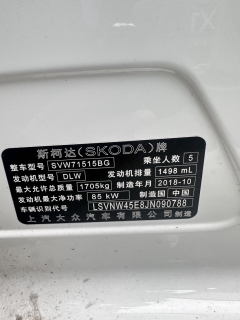 斯柯达(SKODA)牌
整车型号 SVW71515BG 乘坐人数 5
发动机型号 DLW 发动机排量 1498 mL
最大允许总质量 1705kg 制造年月 2018-10
发动机最大净功率 85 kW 制造国 中国
车辆识别代号 LSVNW45E8JN090788
上汽大众汽车有限公司 制造